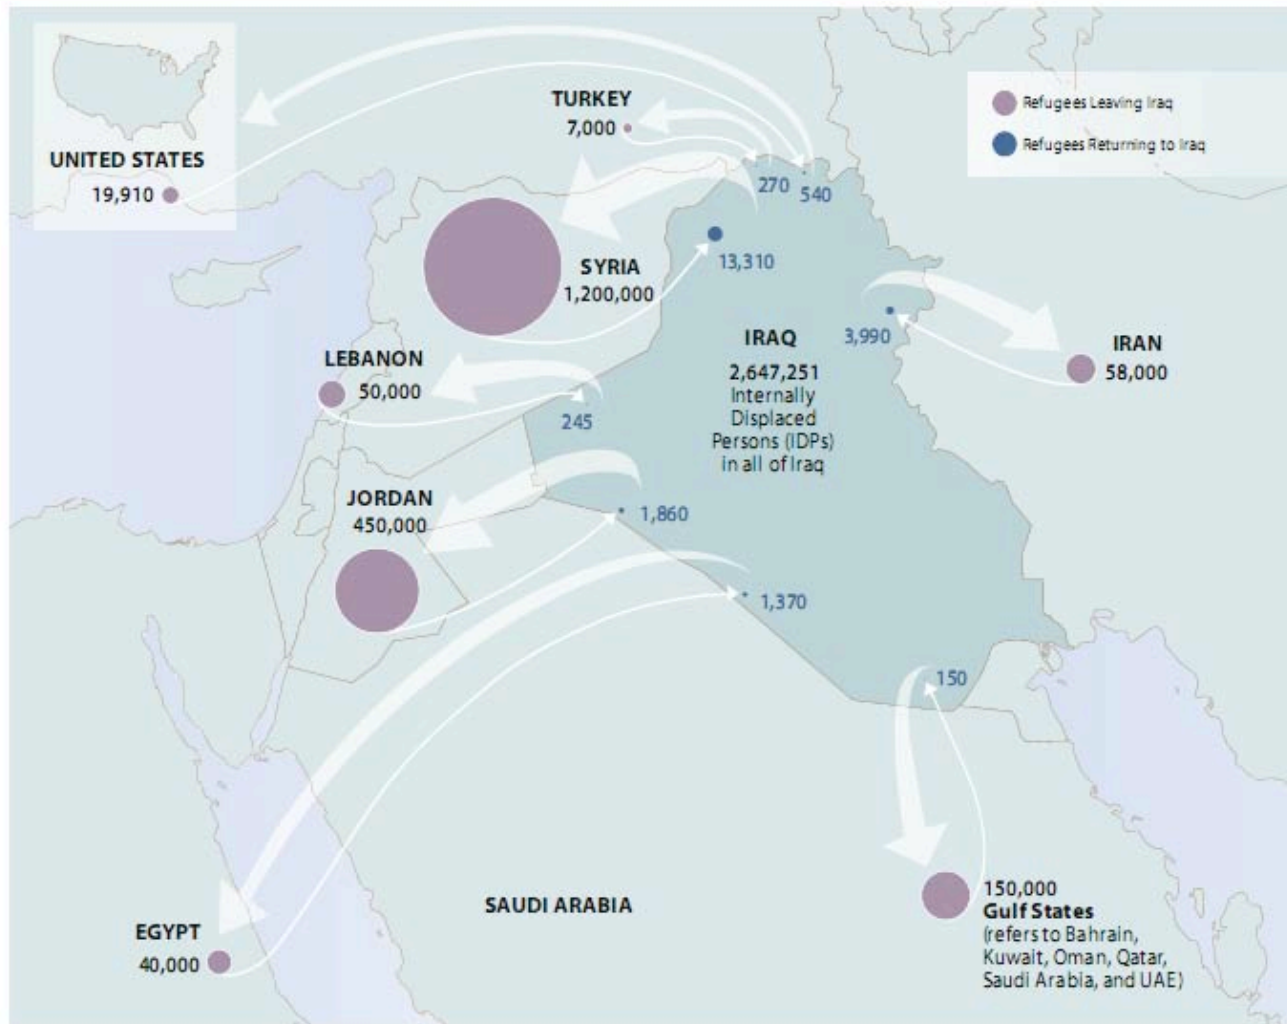 UNITED STATES
19,910
TURKEY
7,000
Refugees Leaving Iraq
Refugees Returning to Iraq
270
540
13,310
SYRIA
1,200,000
3,990
IRAN
58,000
IRAQ
2,647,251
Internally
Displaced
Persons (IDPs)
in all of Iraq
LEBANON
50,000
245
JORDAN
450,000
1,860
1,370
150
SAUDI ARABIA
EGYPT
40,000
150,000
Gulf States
(refers to Bahrain,
Kuwait, Oman, Qatar,
Saudi Arabia, and UAE)